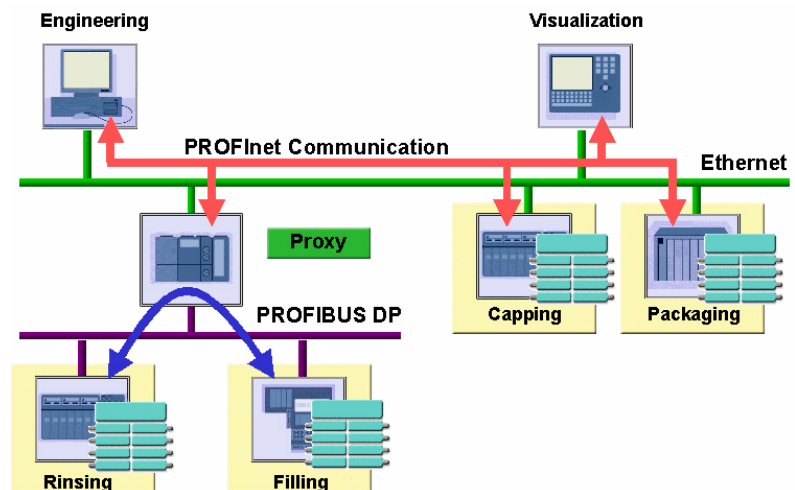 Engineering
Visualization
PROFInet Communication
Ethernet
Proxy
PROFIBUS DP
Capping
Packaging
Rinsing
Filling